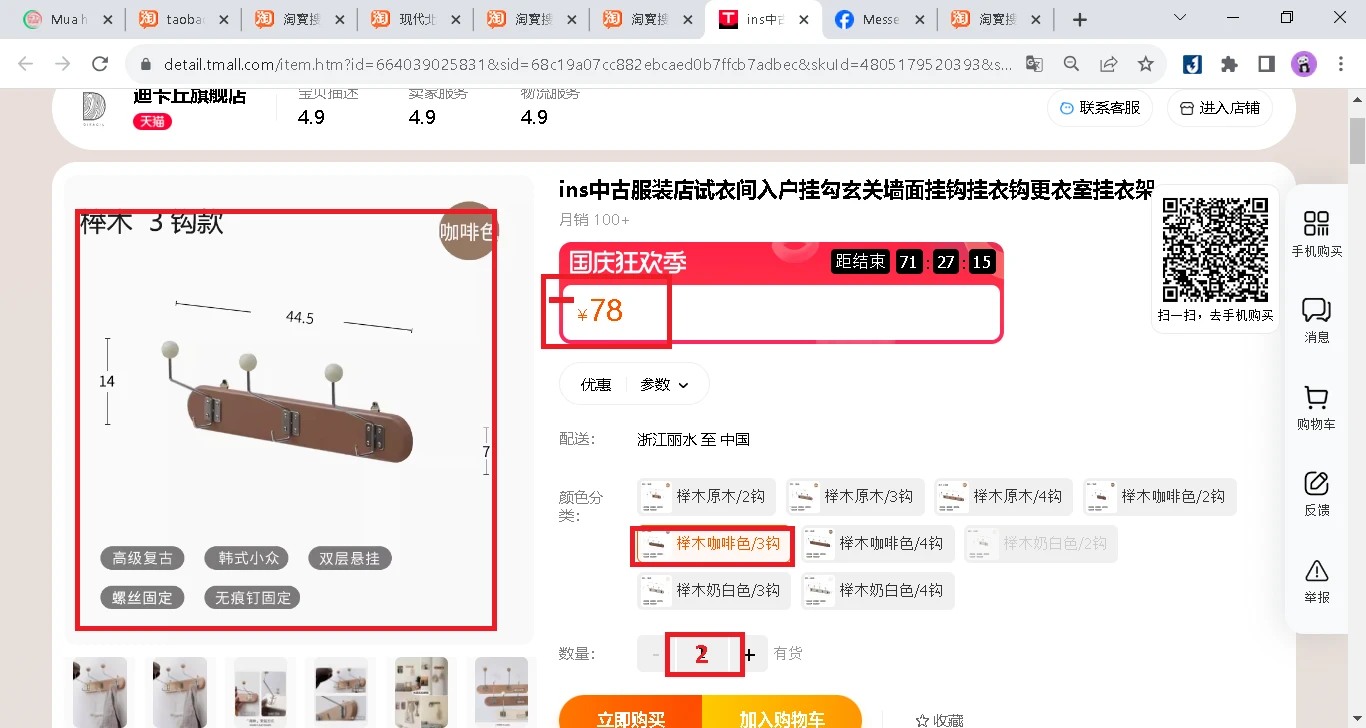 Mua h
taobao
淘寳搜
淘寳搜
现代北
淘寳搜
淘寳搜
ins中古
Messe
淘寳搜
detail.tmall.com/item.htm?id=664039025831&sid=68c19a07cc882ebcaed0b7ffcb7adbec&skuId=4805179520393&s...
迪卡丘旗舰店
天猫
宝贝描述
4.9
卖家服务
4.9
物流服务
4.9
联系客服
进入店铺
榉木 3 钩款
咖啡色
44.5
14
7
高级复古
韩式小众
双层悬挂
螺丝固定
无痕钉固定
ins中古服装店试衣间入户挂勾玄关墙面挂钩挂衣钩更衣室挂衣架
月销 100+
国庆狂欢季
距结束 71 : 27 : 15
¥78
优惠
参数
配送:
浙江丽水 至 中国
颜色分类:
榉木原木/2钩
榉木原木/3钩
榉木原木/4钩
榉木咖啡色/2钩
榉木咖啡色/3钩
榉木咖啡色/4钩
榉木奶白色/2钩
榉木奶白色/3钩
榉木奶白色/4钩
数量:
-
2
+
有货
立即购买
加入购物车
收藏
扫一扫，去手机购买
手机购买
消息
购物车
反馈
举报